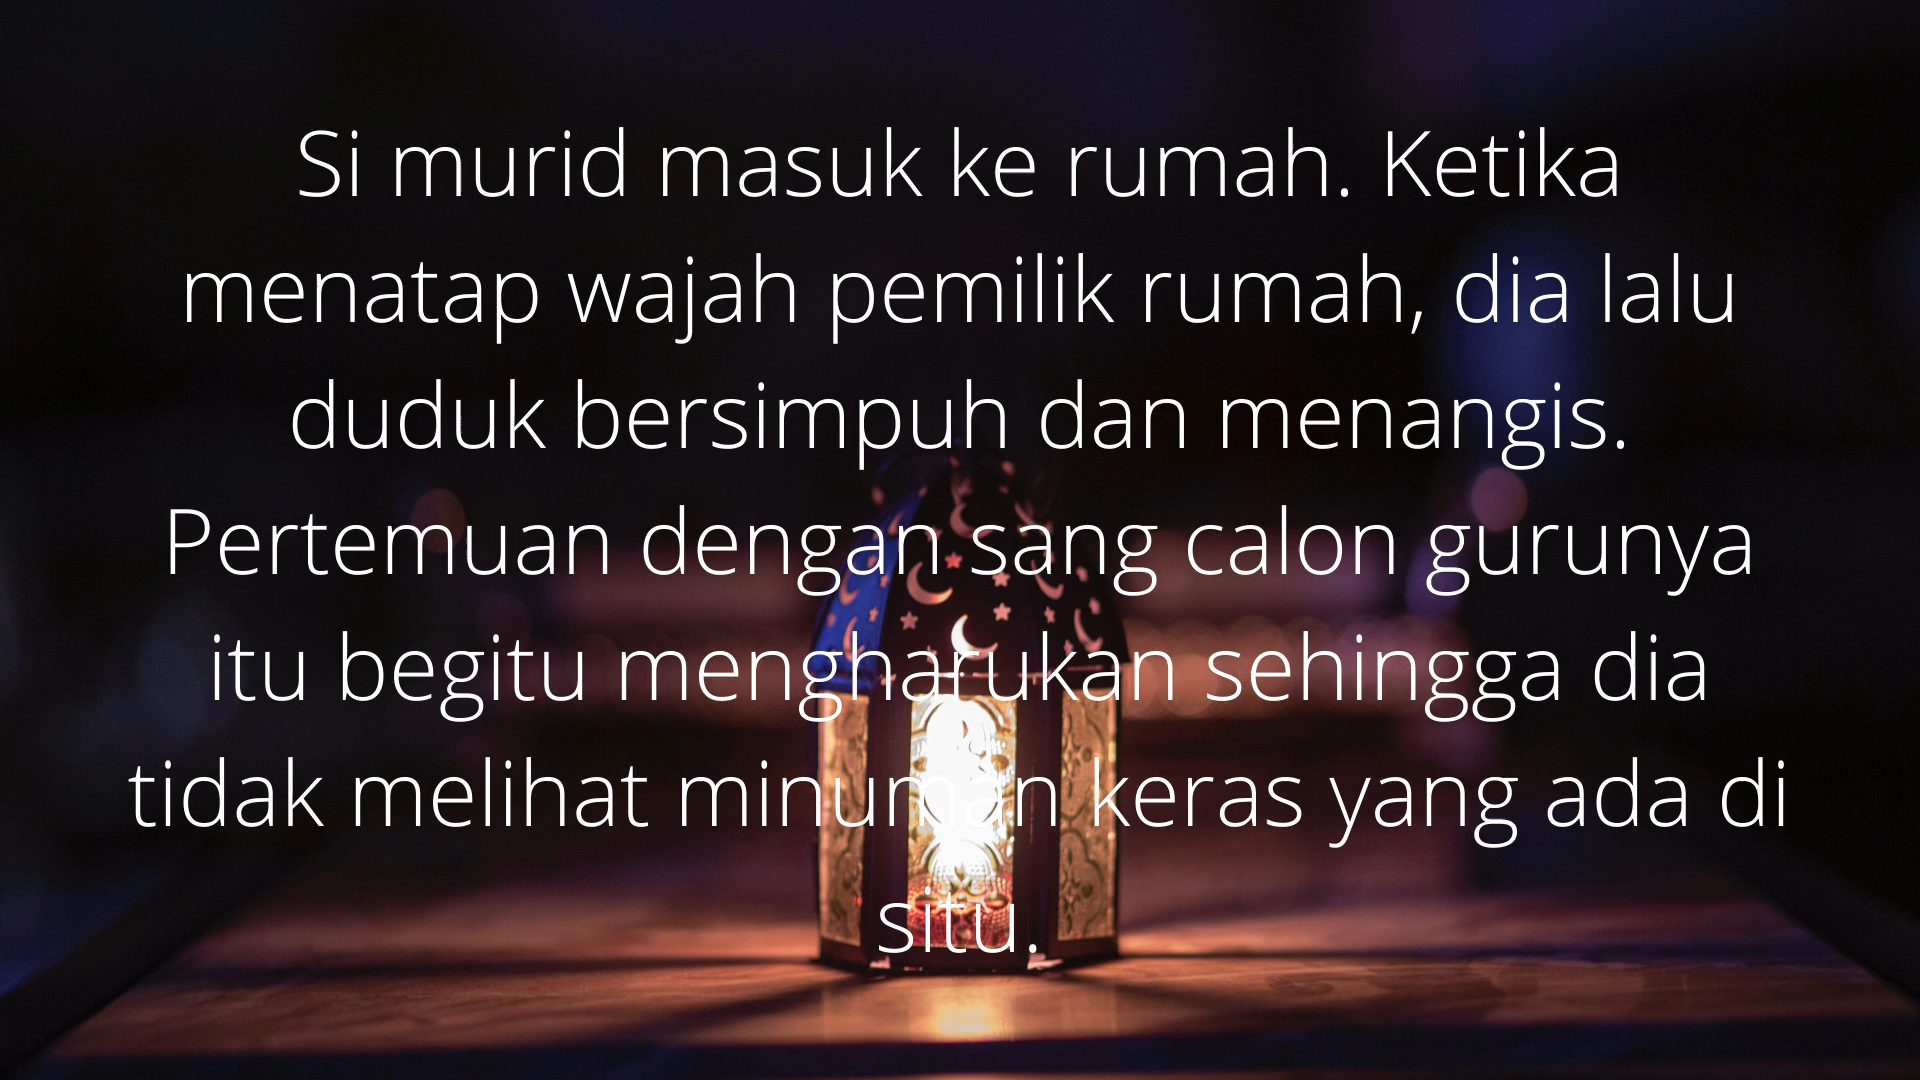 Si murid masuk ke rumah. Ketika
menatap wajah pemilik rumah, dia lalu
duduk bersimpuh dan menangis.
Pertemuan dengan sang calon gurunya
itu begitu mengharukan sehingga dia
tidak melihat minuman keras yang ada di
situ.